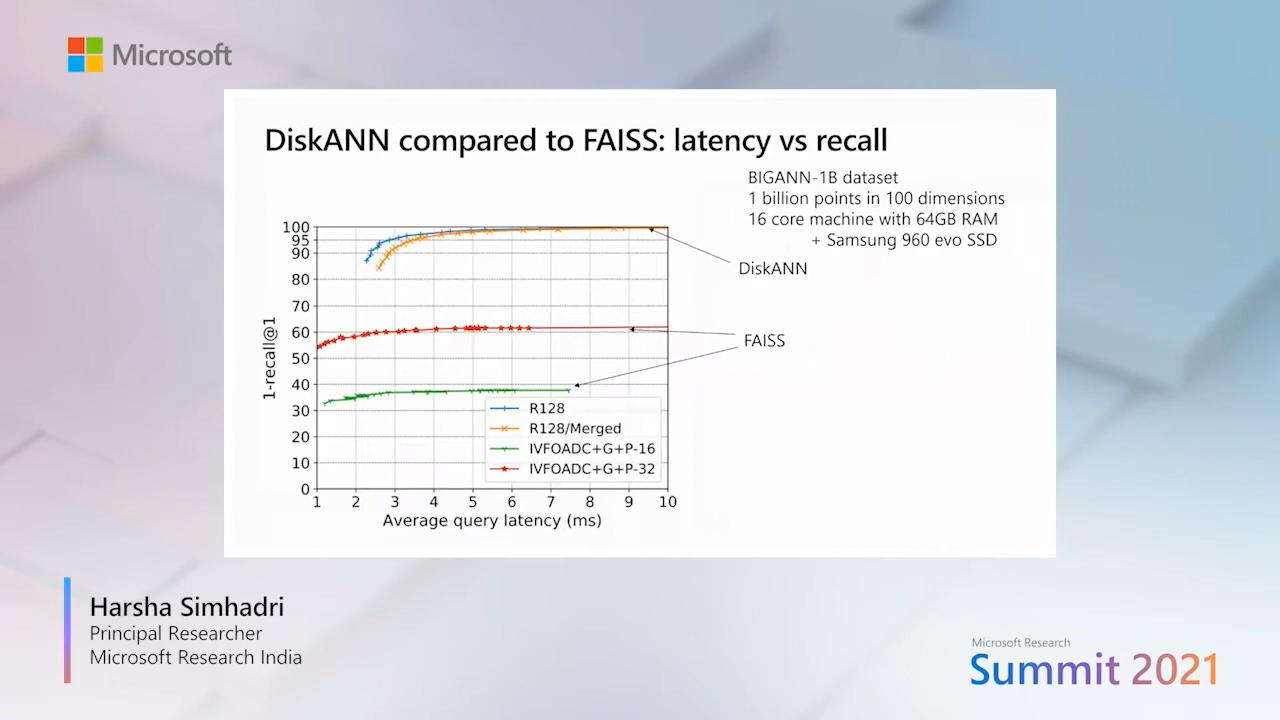 Microsoft
DiskANN compared to FAISS: latency vs recall
BIGANN-1B dataset
1 billion points in 100 dimensions
16 core machine with 64GB RAM
+ Samsung 960 evo SSD
DiskANN
FAISS
1-recall@1
100
95
90
80
70
60
50
40
30
20
10
0
R128
R128/Merged
IVFOADC+G+P-16
IVFOADC+G+P-32
1 2 3 4 5 6 7 8 9 10
Average query latency (ms)
Harsha Simhadri
Principal Researcher
Microsoft Research India
Microsoft Research
Summit 2021